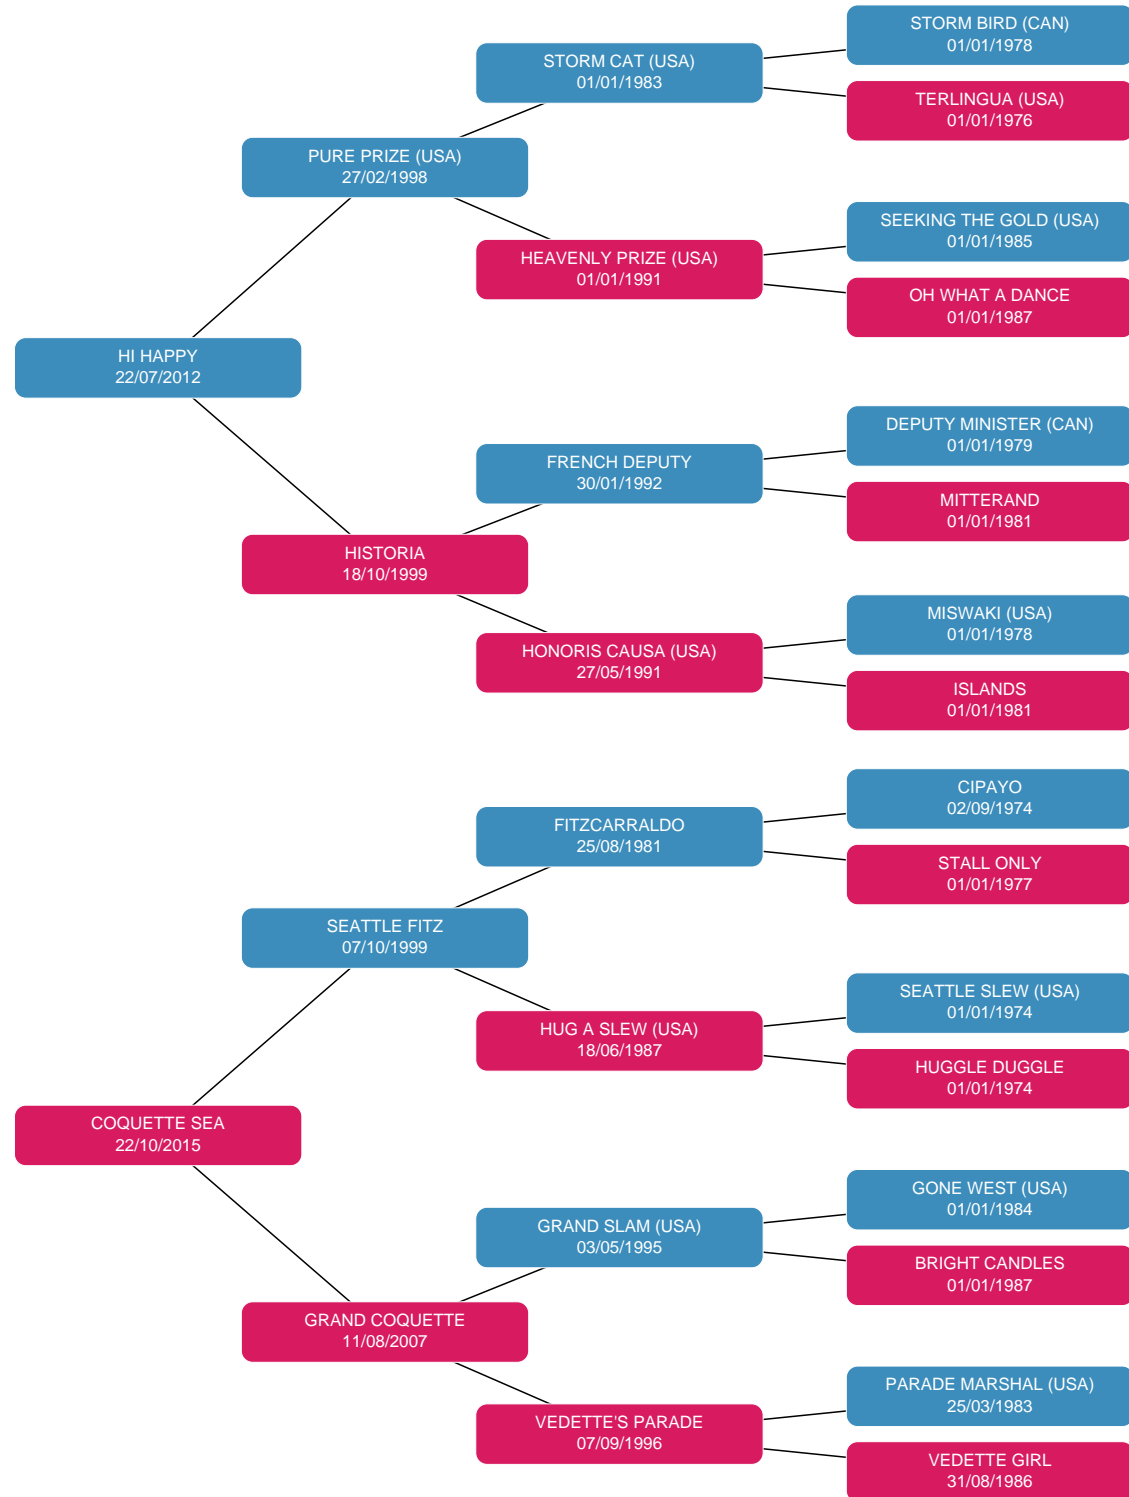 STORM BIRD (CAN)
01/01/1978
STORM CAT (USA)
01/01/1983
TERLINGUA (USA)
01/01/1976
PURE PRIZE (USA)
27/02/1998
SEEKING THE GOLD (USA)
01/01/1985
HEAVENLY PRIZE (USA)
01/01/1991
OH WHAT A DANCE
01/01/1987
HI HAPPY
22/07/2012
DEPUTY MINISTER (CAN)
01/01/1979
FRENCH DEPUTY
30/01/1992
MITTERAND
01/01/1981
HISTORIA
18/10/1999
MISWAKI (USA)
01/01/1978
HONORIS CAUSA (USA)
27/05/1991
ISLANDS
01/01/1981
CIPAYO
02/09/1974
FITZCARRALDO
25/08/1981
STALL ONLY
01/01/1977
SEATTLE FITZ
07/10/1999
SEATTLE SLEW (USA)
01/01/1974
HUG A SLEW (USA)
18/06/1987
HUGGLE DUGGLE
01/01/1974
COQUETTE SEA
22/10/2015
GONE WEST (USA)
01/01/1984
GRAND SLAM (USA)
03/05/1995
BRIGHT CANDLES
01/01/1987
GRAND COQUETTE
11/08/2007
PARADE MARSHAL (USA)
25/03/1983
VEDETTE'S PARADE
07/09/1996
VEDETTE GIRL
31/08/1986